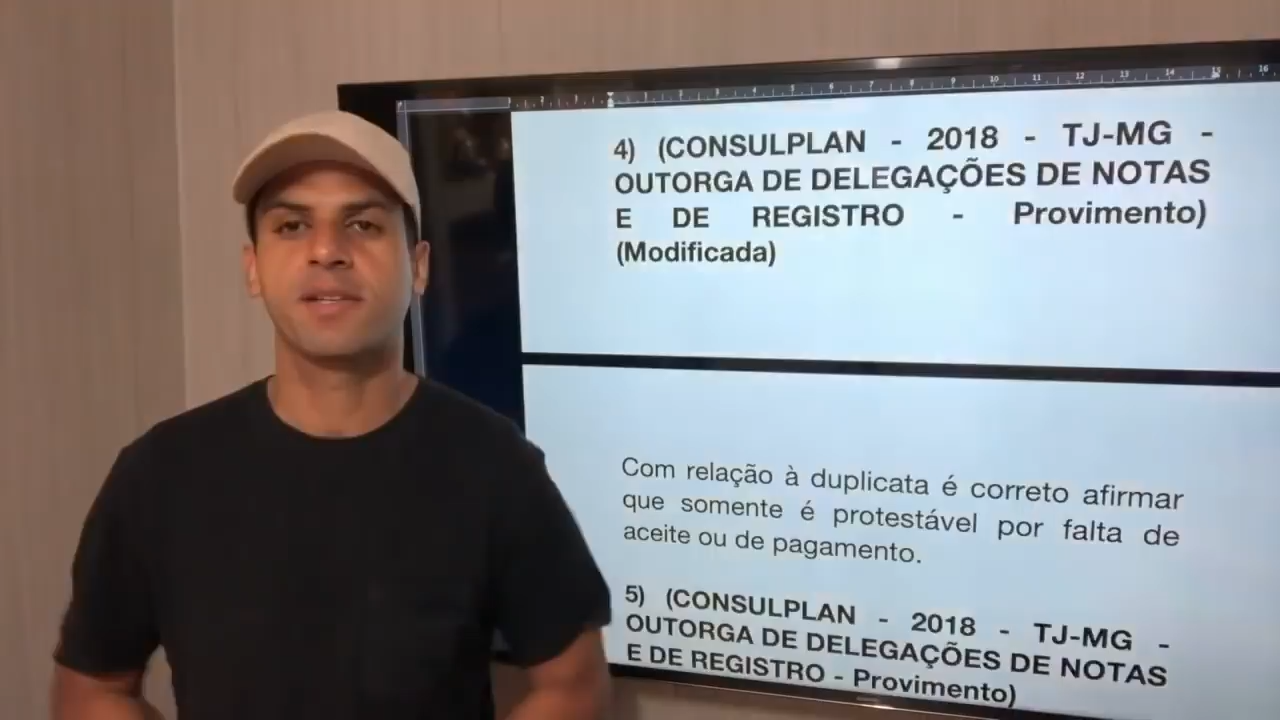 4) (CONSULPLAN - 2018 - TJ-MG -
OUTORGA DE DELEGAÇÕES DE NOTAS
E DE REGISTRO - Provimento)
(Modificada)
Com relação à duplicata é correto afirmar
que somente é protestável por falta de
aceite ou de pagamento.
5) (CONSULPLAN - 2018 - TJ-MG -
OUTORGA DE DELEGAÇÕES DE NOTAS
E DE REGISTRO - Provimento)